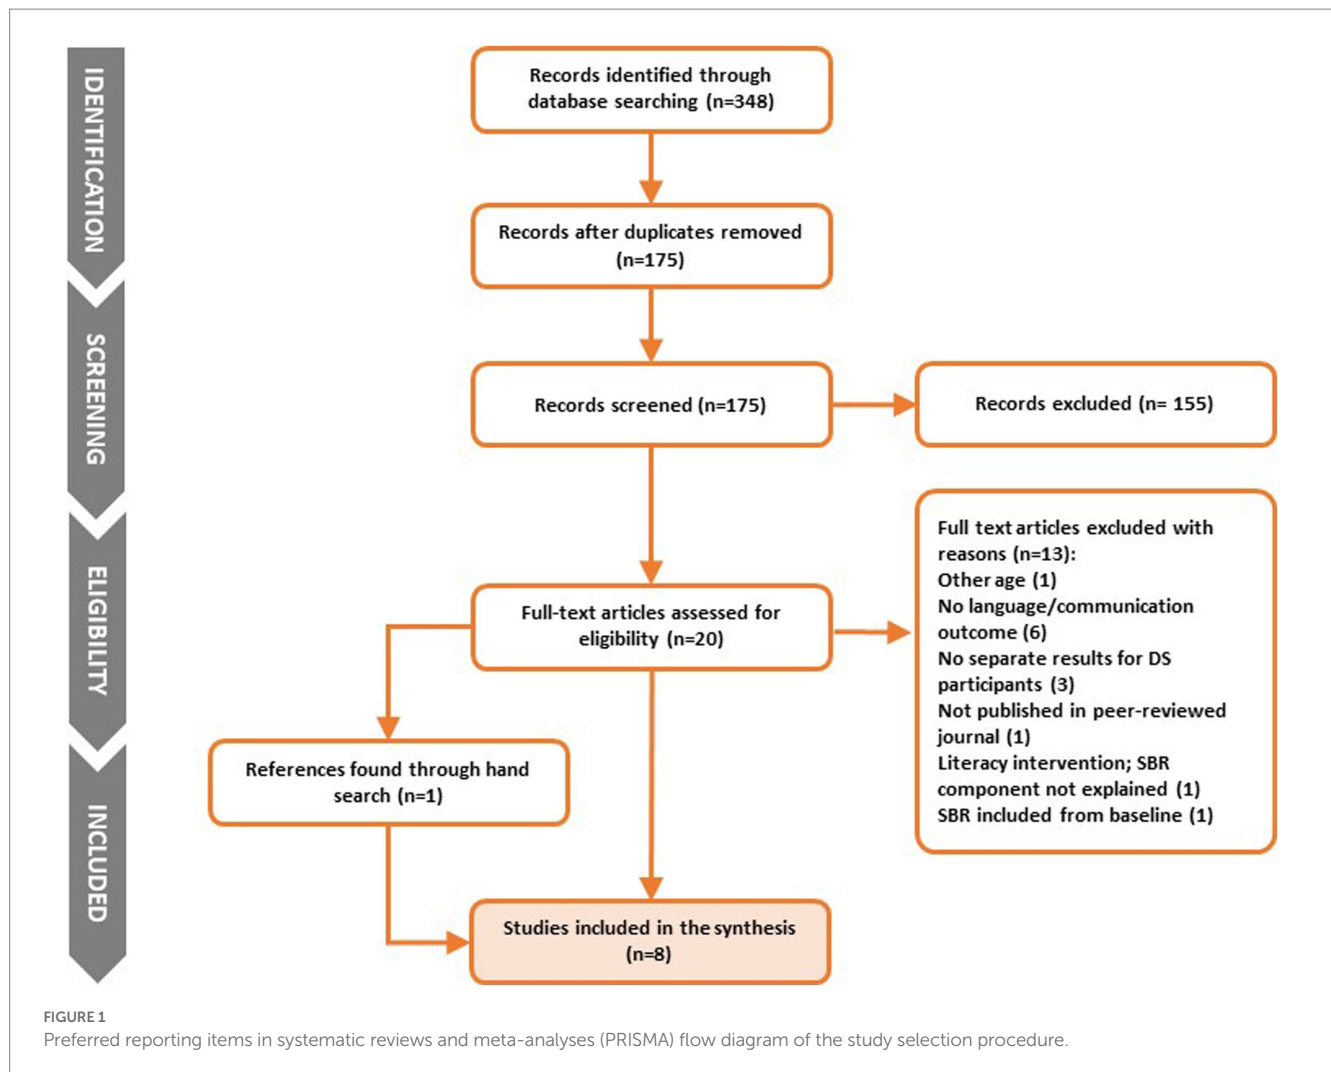 IDENTIFICATION
SCREENING
ELIGIBILITY
INCLUDED
Records identified through
database searching (n=348)
Records after duplicates removed
(n=175)
Records screened (n=175)
Records excluded (n= 155)
Full-text articles assessed for
eligibility (n=20)
Full text articles excluded with
reasons (n=13):
Other age (1)
No language/communication
outcome (6)
No separate results for DS
participants (3)
Not published in peer-reviewed
journal (1)
Literacy intervention; SBR
component not explained (1)
SBR included from baseline (1)
References found through hand
search (n=1)
Studies included in the synthesis
(n=8)
FIGURE 1
Preferred reporting items in systematic reviews and meta-analyses (PRISMA) flow diagram of the study selection procedure.